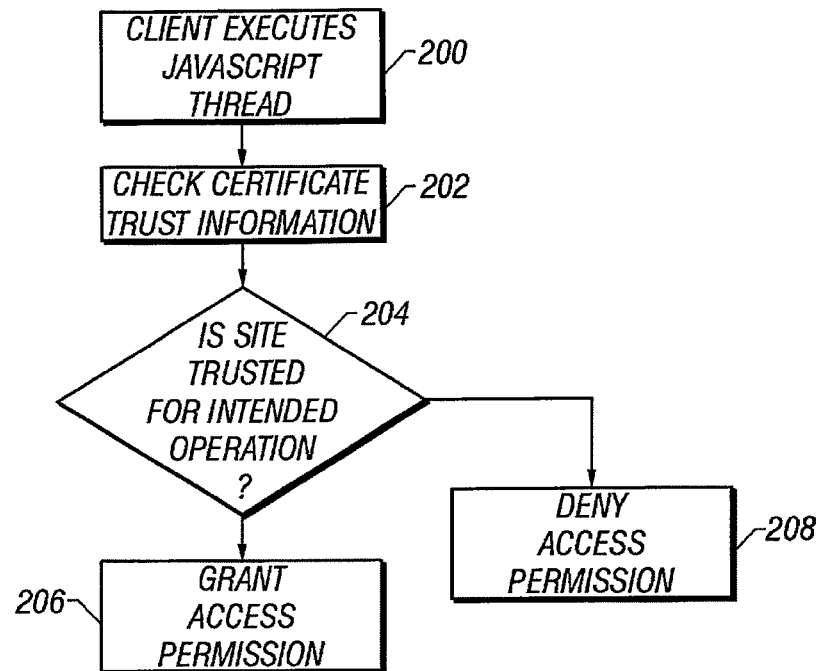 CLIENT EXECUTES
JAVASCRIPT
THREAD
200
CHECK CERTIFICATE
TRUST INFORMATION
202
204
IS SITE
TRUSTED
FOR INTENDED
OPERATION
?
DENY
ACCESS
PERMISSION
208
206
GRANT
ACCESS
PERMISSION